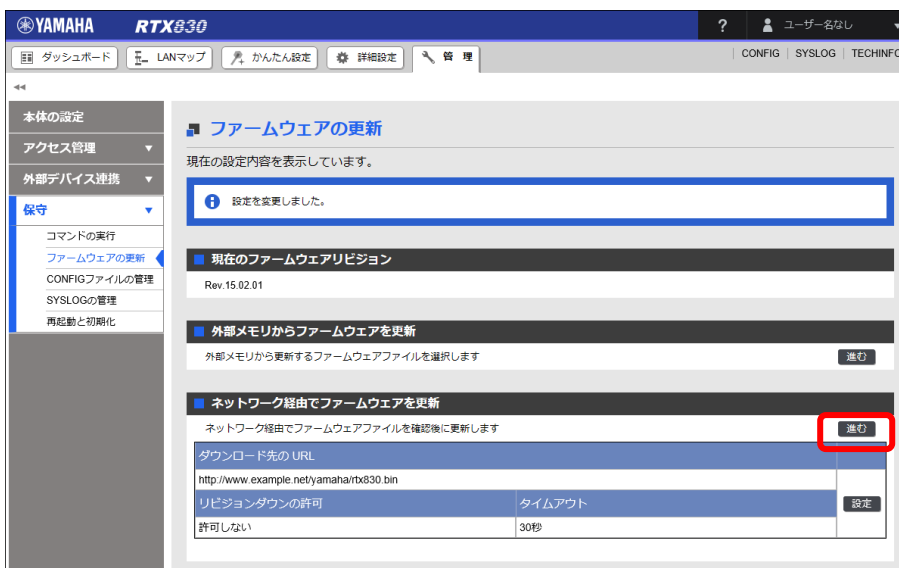 YAMAHA RTX830 ? ユーザー名なし
ダッシュボード LANマップ かんたん設定 詳細設定 管 理 CONFIG SYSLOG TECHINFO
本体の設定
アクセス管理
外部デバイス連携
保守
コマンドの実行
ファームウェアの更新
CONFIGファイルの管理
SYSLOGの管理
再起動と初期化
ファームウェアの更新
現在の設定内容を表示しています。
設定を変更しました。
現在のファームウェアリビジョン
Rev.15.02.01
外部メモリからファームウェアを更新
外部メモリから更新するファームウェアファイルを選択します 進む
ネットワーク経由でファームウェアを更新
ネットワーク経由でファームウェアファイルを確認後に更新します 進む
ダウンロード先の URL
http://www.example.net/yamaha/rtx830.bin
リビジョンダウンの許可 タイムアウト 設定
許可しない 30秒